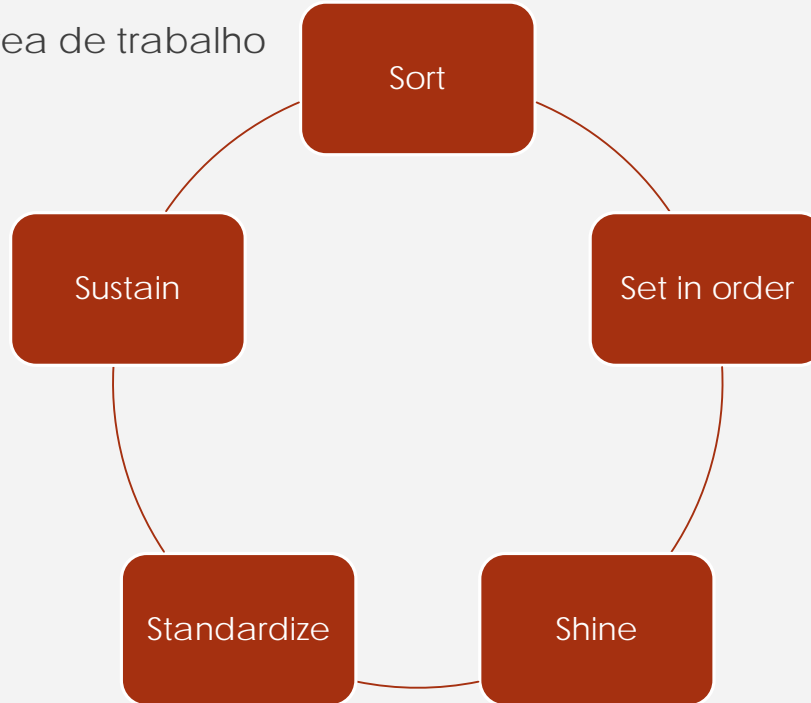 ea de trabalho
Sort
Set in order
Shine
Standardize
Sustain